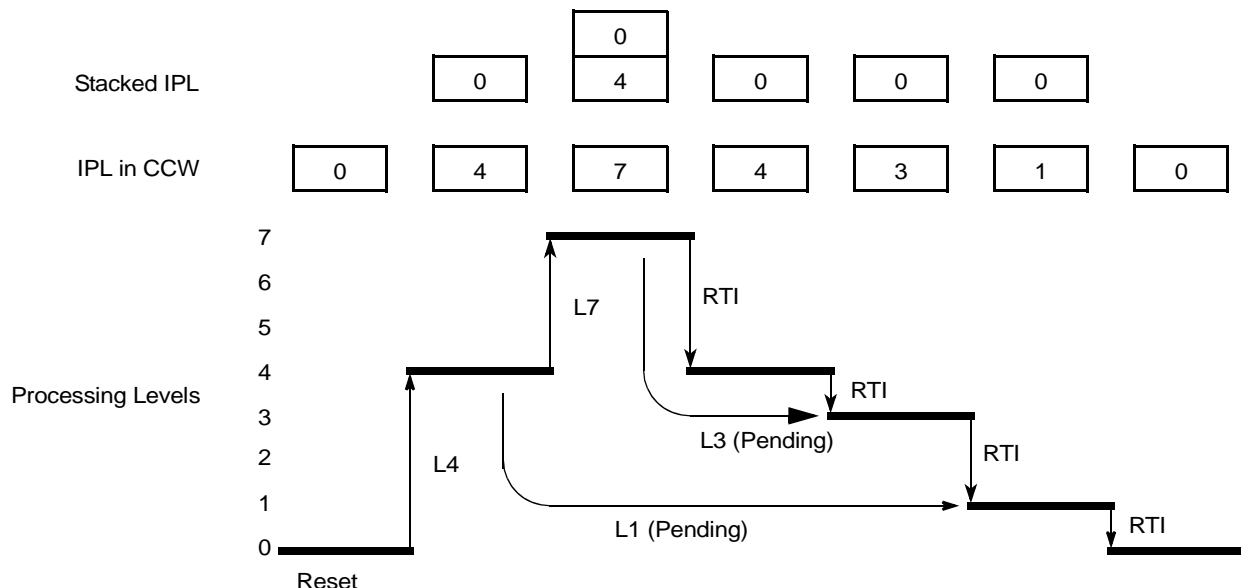 0
Stacked IPL 0 4 0 0 0
IPL in CCW 0 4 7 4 3 1 0
7
6
RTI
L7
5
4
Processing Levels
RTI
3
L3 (Pending)
2
L4
RTI
1
L1 (Pending)
RTI
0
Reset